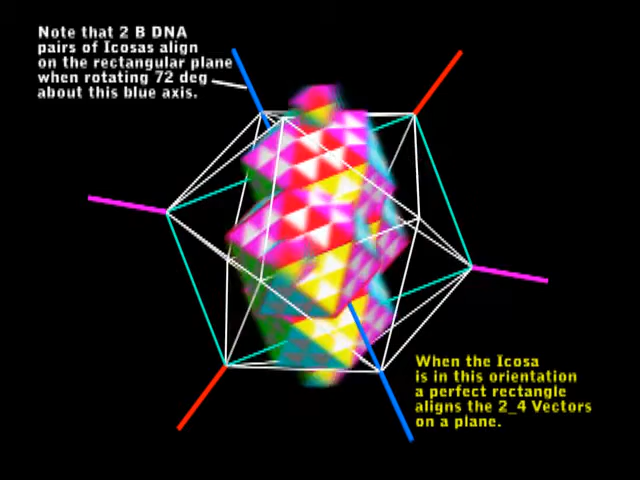 Note that 2 B DNA
pairs of Icosas align
on the rectangular plane
when rotating 72 deg
about this blue axis.
When the Icosa
is in this orientation
a perfect rectangle
aligns the 2_4 Vectors
on a plane.